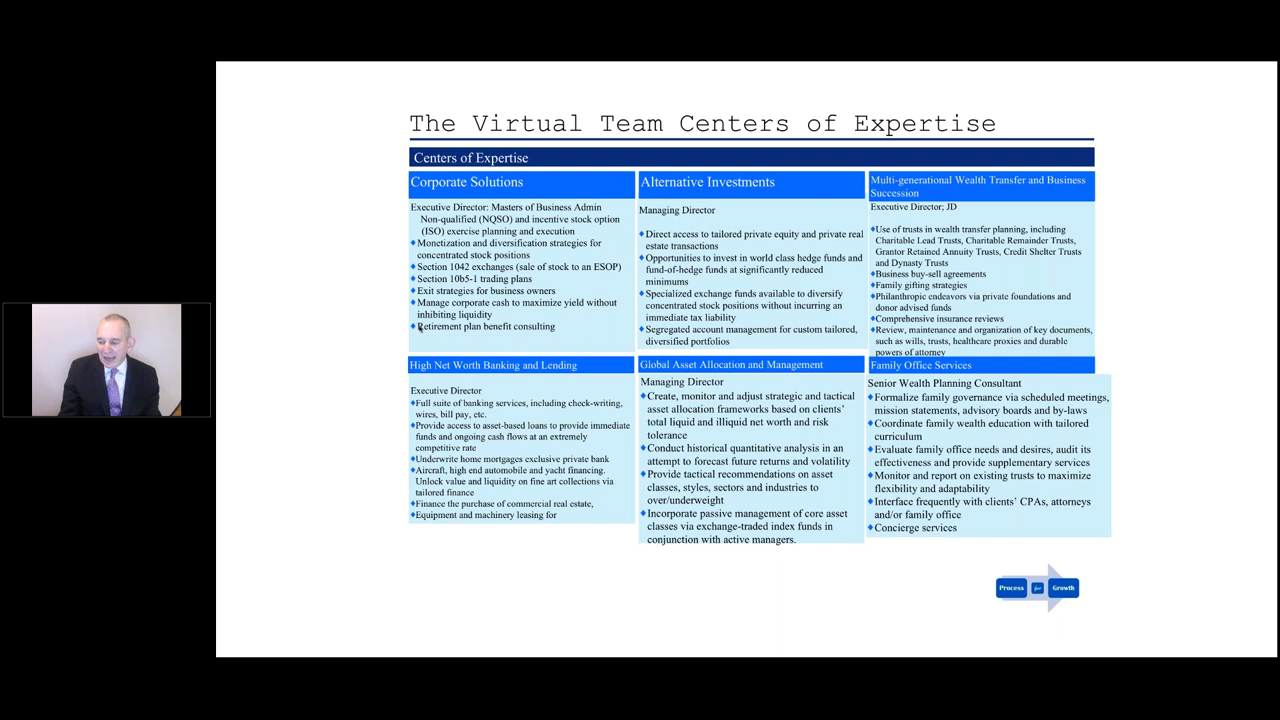 The Virtual Team Centers of Expertise
Centers of Expertise
Corporate Solutions
Executive Director: Masters of Business Admin
Non-qualified (NQSO) and incentive stock option
(ISO) exercise planning and execution
Monetization and diversification strategies for
concentrated stock positions
Section 1042 exchanges (sale of stock to an ESOP)
Section 10b5-1 trading plans
Exit strategies for business owners
Manage corporate cash to maximize yield without
inhibiting liquidity
Retirement plan benefit consulting
Alternative Investments
Managing Director
Direct access to tailored private equity and private real
estate transactions
Opportunities to invest in world class hedge funds and
fund-of-hedge funds at significantly reduced
minimums
Specialized exchange funds available to diversify
concentrated stock positions without incurring an
immediate tax liability
Segregated account management for custom tailored,
diversified portfolios
Multi-generational Wealth Transfer and Business
Succession
Executive Director; JD
Use of trusts in wealth transfer planning, including
Charitable Lead Trusts, Charitable Remainder Trusts,
Grantor Retained Annuity Trusts, Credit Shelter Trusts
and Dynasty Trusts
Business buy-sell agreements
Family gifting strategies
Philanthropic endeavors via private foundations and
donor advised funds
Comprehensive insurance reviews
Review, maintenance and organization of key documents,
such as wills, trusts, healthcare proxies and durable
powers of attorney
High Net Worth Banking and Lending
Executive Director
Full suite of banking services, including check-writing,
wires, bill pay, etc.
Provide access to asset-based loans to provide immediate
funds and ongoing cash flows at an extremely
competitive rate
Underwrite home mortgages exclusive private bank
Aircraft, high end automobile and yacht financing.
Unlock value and liquidity on fine art collections via
tailored finance
Finance the purchase of commercial real estate,
Equipment and machinery leasing for
Global Asset Allocation and Management
Managing Director
Create, monitor and adjust strategic and tactical
asset allocation frameworks based on clients'
total liquid and illiquid net worth and risk
tolerance
Conduct historical quantitative analysis in an
attempt to forecast future returns and volatility
Provide tactical recommendations on asset
classes, styles, sectors and industries to
over/underweight
Incorporate passive management of core asset
classes via exchange-traded index funds in
conjunction with active managers.
Family Office Services
Senior Wealth Planning Consultant
Formalize family governance via scheduled meetings,
mission statements, advisory boards and by-laws
Coordinate family wealth education with tailored
curriculum
Evaluate family office needs and desires, audit its
effectiveness and provide supplementary services
Monitor and report on existing trusts to maximize
flexibility and adaptability
Interface frequently with clients' CPAs, attorneys
and/or family office
Concierge services
Process for Growth